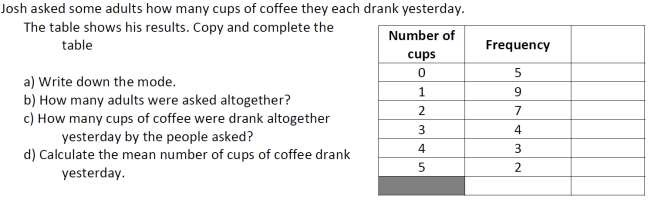 Josh asked some adults how many cups of coffee they each drank yesterday.
The table shows his results. Copy and complete the
table
a) Write down the mode.
b) How many adults were asked altogether?
c) How many cups of coffee were drank altogether
yesterday by the people asked?
d) Calculate the mean number of cups of coffee drank
yesterday.
Number of
cups
Frequency
0 5
1 9
2 7
3 4
4 3
5 2